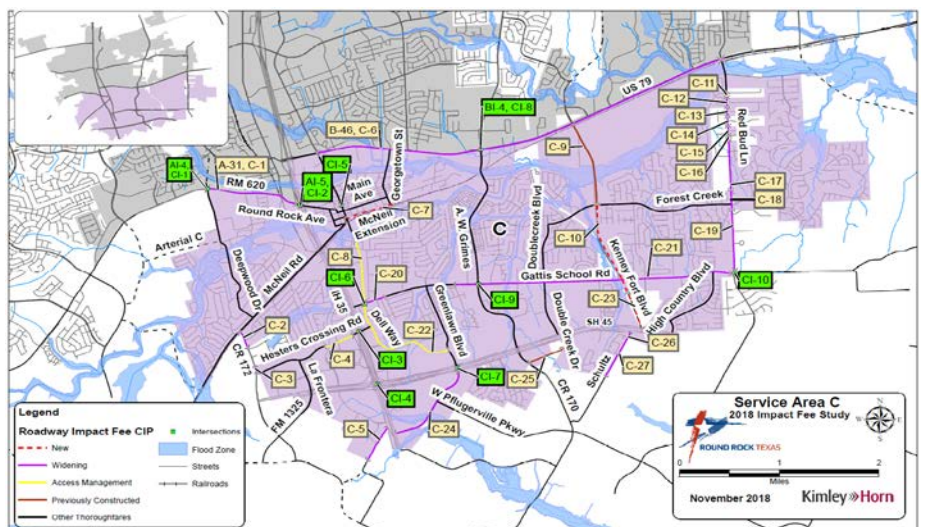 US 79
C-11
C-12
C-13
C-14
C-15
C-16
Red Bud Ln
BI-4, CI-8
B-46, C-6
Georgetown St
C-9
AI-4,
CI-1
A-31, C-1
CI-5
RM 620
AI-5,
CI-2
Main
Ave
Round Rock Ave
McNeil
Extension
C-7
A. W. Grimes
C
Doublecreek Blvd
Forest Creek
C-17
C-18
Arterial C
Deepwood Dr
McNeil Rd
C-8
C-10
Kenney Fort Blvd
C-19
C-21
CI-6
IH 35
C-20
Gattis School Rd
CI-10
CI-9
C-23
High Country Blvd
C-2
Hesters Crossing Rd
Dell Way
C-22
Greenlawn Blvd
Double Creek Dr
SH 45
CR 172
C-4
C-26
C-3
La Frontera
CI-3
CI-7
C-25
CR 170
Schultz
C-27
FM 1325
CI-4
W Pflugerville Pkwy
C-5
C-24
Legend
Roadway Impact Fee CIP
New
Widening
Access Management
Previously Constructed
Other Thoroughfares
Intersections
Flood Zone
Streets
Railroads
Service Area C
2018 Impact Fee Study
ROUND ROCK TEXAS
0 1 2
Miles
November 2018
Kimley»Horn